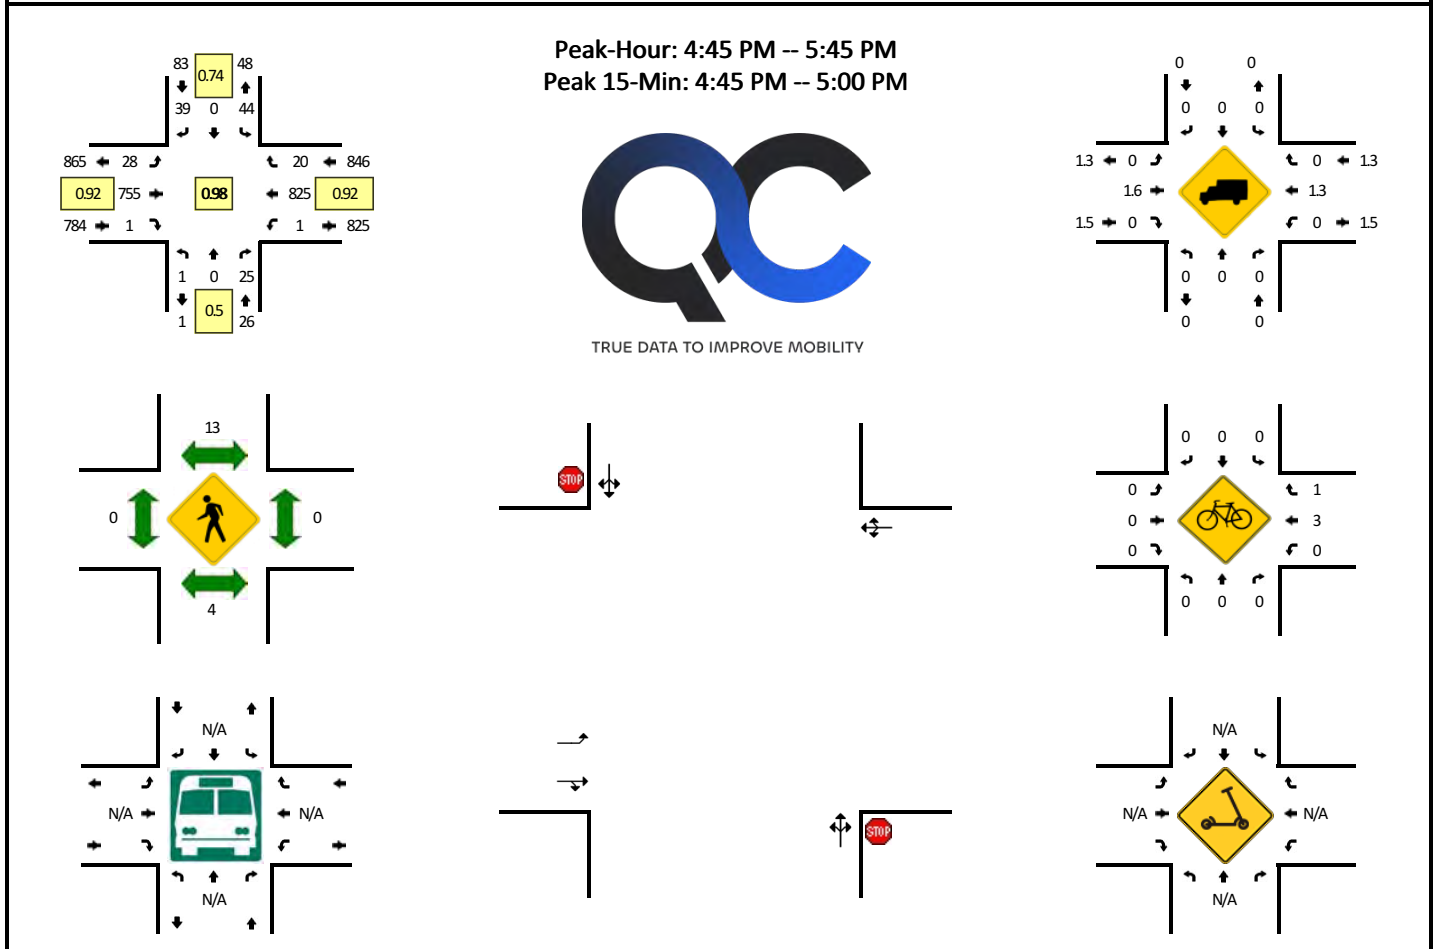 Peak-Hour: 4:45 PM -- 5:45 PM
Peak 15-Min: 4:45 PM -- 5:00 PM
83 0.74 48
39 0 44
865 28 20 846
0.92 755 0.98 825 0.92
784 1 1 825
1 0 25
1 0.5 26
TRUE DATA TO IMPROVE MOBILITY
0 0
0 0 0
1.3 0 0 1.3
1.6 1.3
1.5 0 0 1.5
0 0 0
0 0
13
0 0
4
STOP
STOP
0 0 0
0 1
0 3
0 0
0 0 0
N/A
N/A N/A
N/A
N/A
N/A N/A
N/A